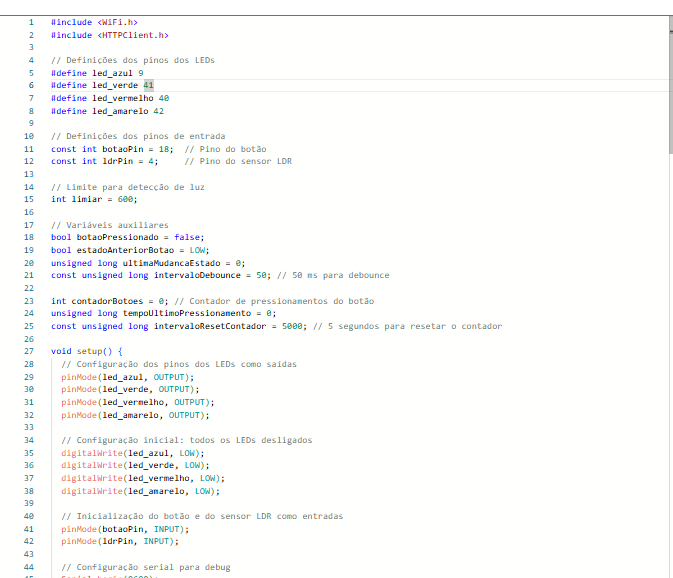 1 #include <WiFi.h>
2 #include <HTTPClient.h>
3
4 // Definições dos pinos dos LEDs
5 #define led_azul 9
6 #define led_verde 41
7 #define led_vermelho 40
8 #define led_amarelo 42
9
10 // Definições dos pinos de entrada
11 const int botaoPin = 18;  // Pino do botão
12 const int ldrPin = 4;     // Pino do sensor LDR
13
14 // Limite para detecção de luz
15 int limiar = 600;
16
17 // Variáveis auxiliares
18 bool botaoPressionado = false;
19 bool estadoAnteriorBotao = LOW;
20 unsigned long ultimaMudancaEstado = 0;
21 const unsigned long intervaloDebounce = 50; // 50 ms para debounce
22
23 int contadorBotoes = 0; // Contador de pressionamentos do botão
24 unsigned long tempoUltimoPressionamento = 0;
25 const unsigned long intervaloResetContador = 5000; // 5 segundos para resetar o contador
26
27 void setup() {
28   // Configuração dos pinos dos LEDs como saídas
29   pinMode(led_azul, OUTPUT);
30   pinMode(led_verde, OUTPUT);
31   pinMode(led_vermelho, OUTPUT);
32   pinMode(led_amarelo, OUTPUT);
33
34   // Configuração inicial: todos os LEDs desligados
35   digitalWrite(led_azul, LOW);
36   digitalWrite(led_verde, LOW);
37   digitalWrite(led_vermelho, LOW);
38   digitalWrite(led_amarelo, LOW);
39
40   // Inicialização do botão e do sensor LDR como entradas
41   pinMode(botaoPin, INPUT);
42   pinMode(ldrPin, INPUT);
43
44   // Configuração serial para debug